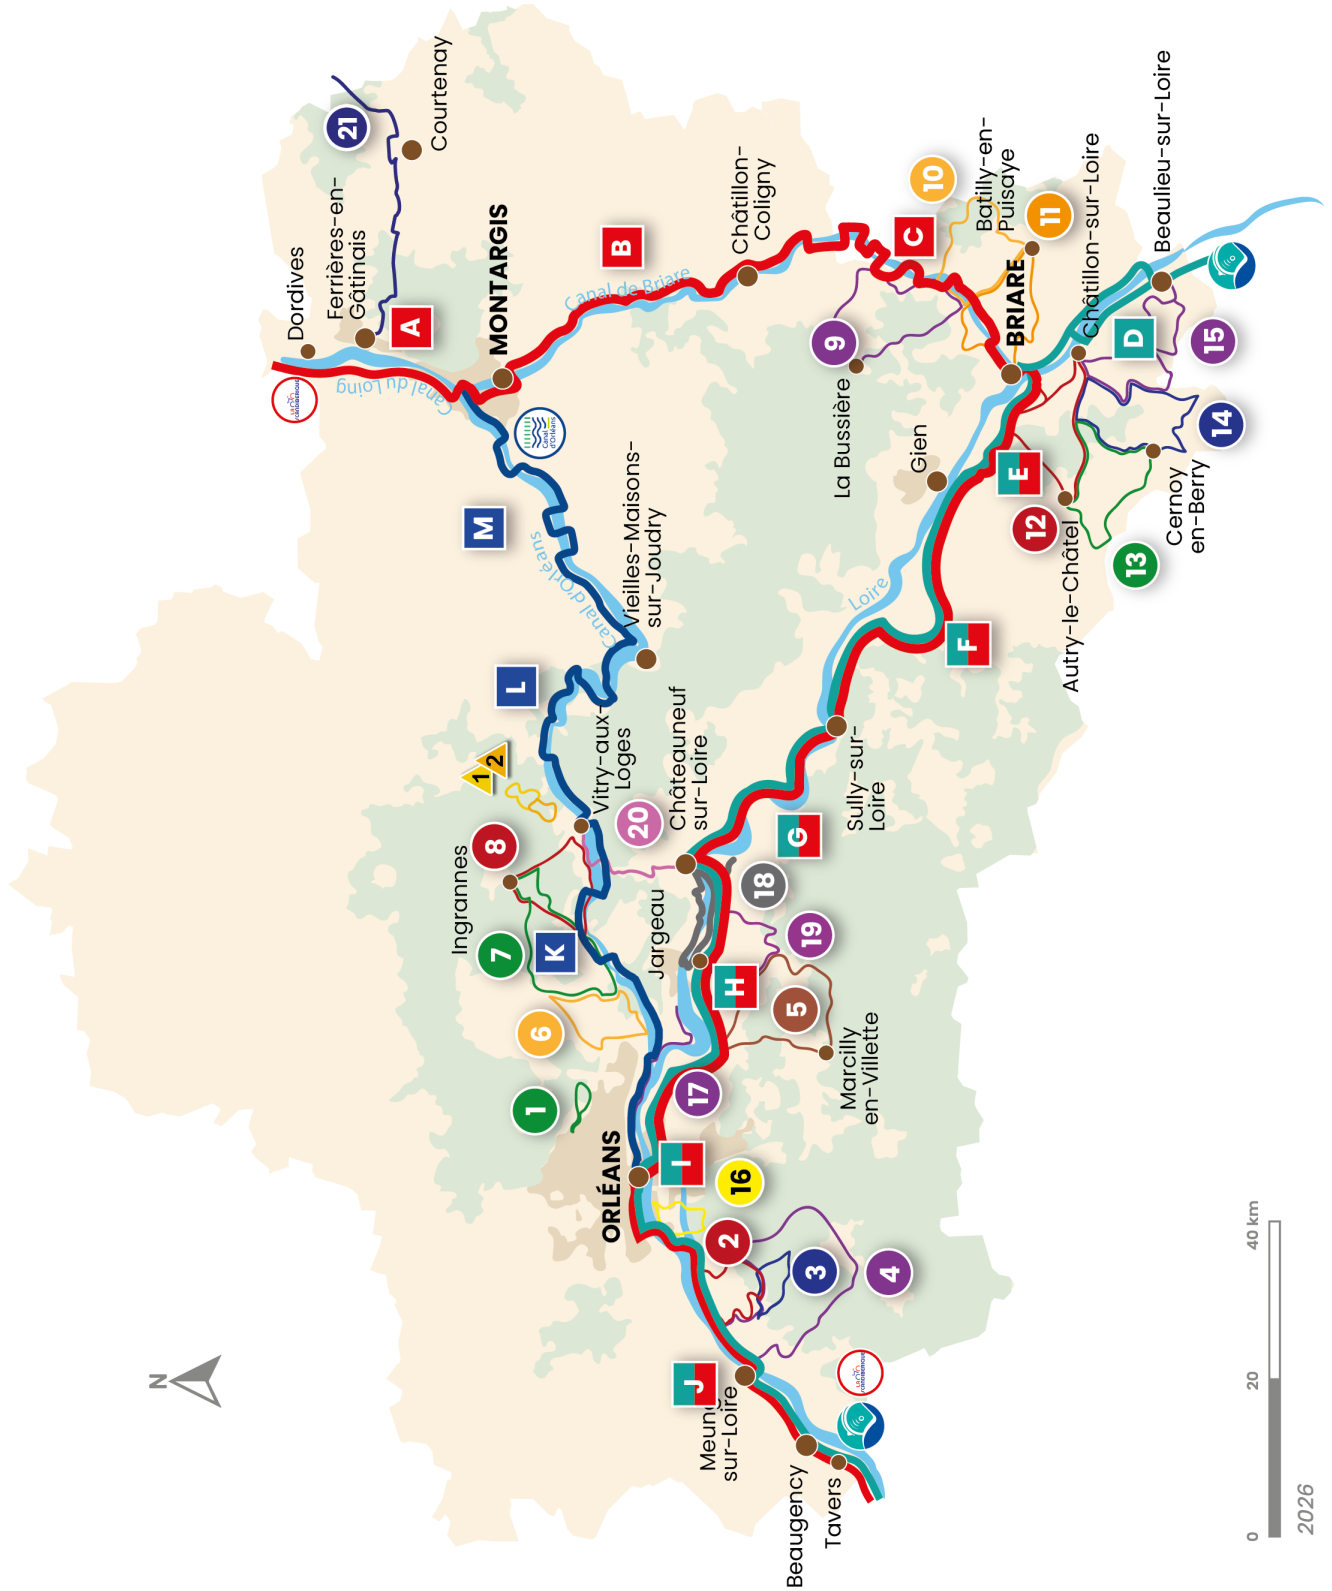 N
Dordives
Ferrières-en-
Gâtinais
21
Courtenay
A
Canal du Loing
MONTARGIS
Canal
d'Orléans
B
Canal de Briare
M
Canal d'Orléans
L
1
2
Ingrannes
8
7
K
6
1
Vitry-aux-
Loges
Vieilles-Maisons-
sur-Joudry
ORLÉANS
20
Châteauneuf
sur-Loire
Jargeau
Châtillon-
Coligny
I
17
J
Meung
sur-Loire
2
16
H
18
G
19
5
3
4
Beaugency
Tavers
Marcilly
en-Villette
Sully-sur-
Loire
Loire
La Bussière
9
C
10
Gien
F
Batilly-en-
Puisaye
BRIARE
11
E
12
Autry-le-Châtel
Châtillon-sur-Loire
D
13
Beaulieu-sur-Loire
Cernoy
en-Berry
14
15
0
20
40 km
2026